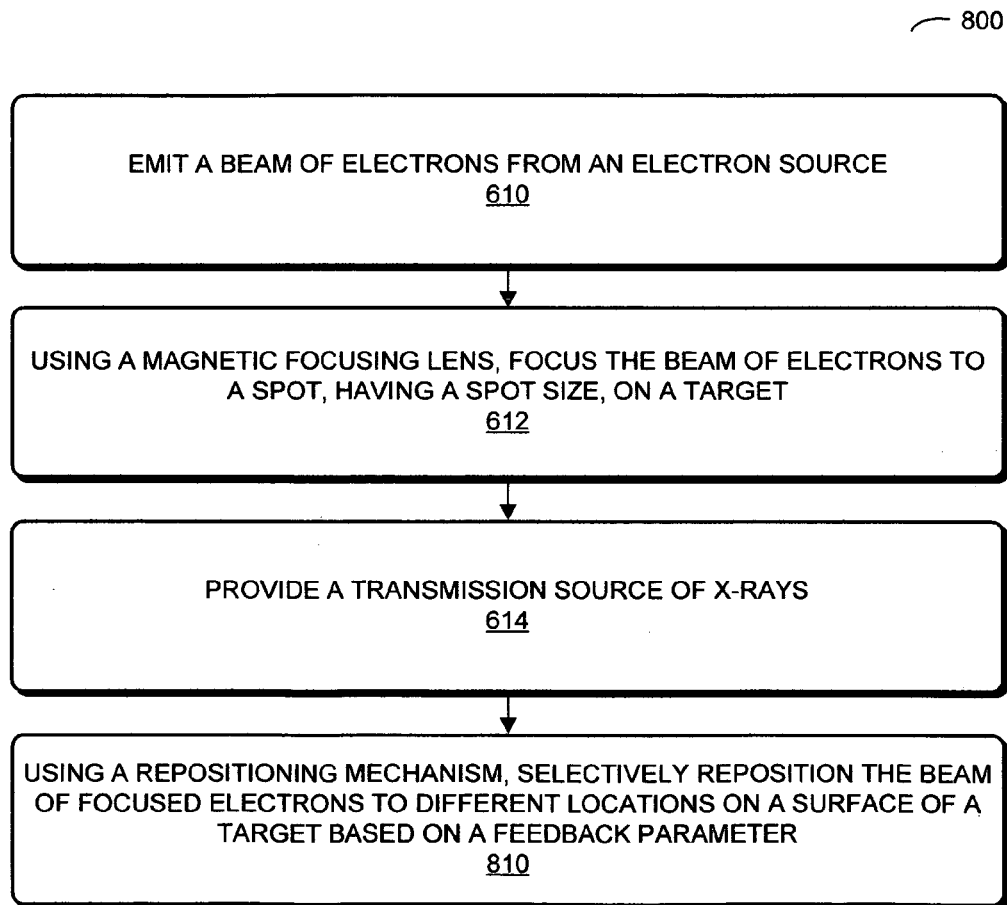 800
EMIT A BEAM OF ELECTRONS FROM AN ELECTRON SOURCE
610
USING A MAGNETIC FOCUSING LENS, FOCUS THE BEAM OF ELECTRONS TO
A SPOT, HAVING A SPOT SIZE, ON A TARGET
612
PROVIDE A TRANSMISSION SOURCE OF X-RAYS
614
USING A REPOSITIONING MECHANISM, SELECTIVELY REPOSITION THE BEAM
OF FOCUSED ELECTRONS TO DIFFERENT LOCATIONS ON A SURFACE OF A
TARGET BASED ON A FEEDBACK PARAMETER
810